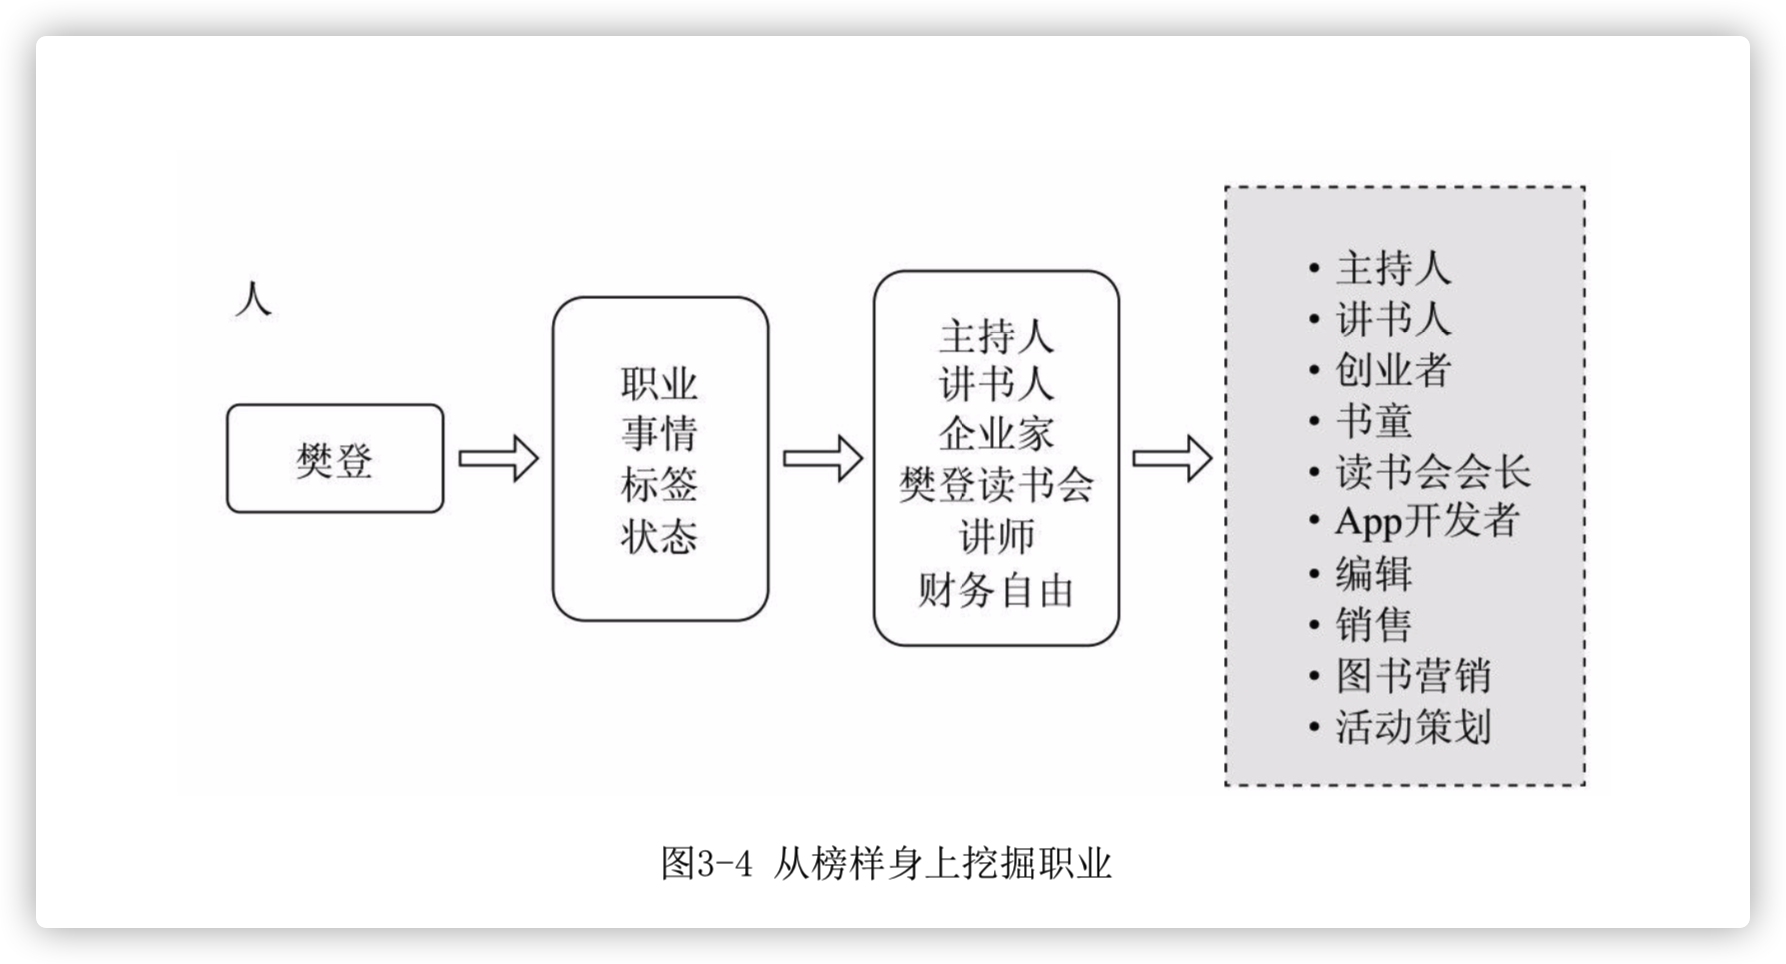 人
樊登
职业
事情
标签
状态
主持人
讲书人
企业家
樊登读书会
讲师
财务自由
• 主持人
• 讲书人
• 创业者
• 书童
• 读书会会长
• App开发者
• 编辑
• 销售
• 图书营销
• 活动策划
图3-4 从榜样身上挖掘职业